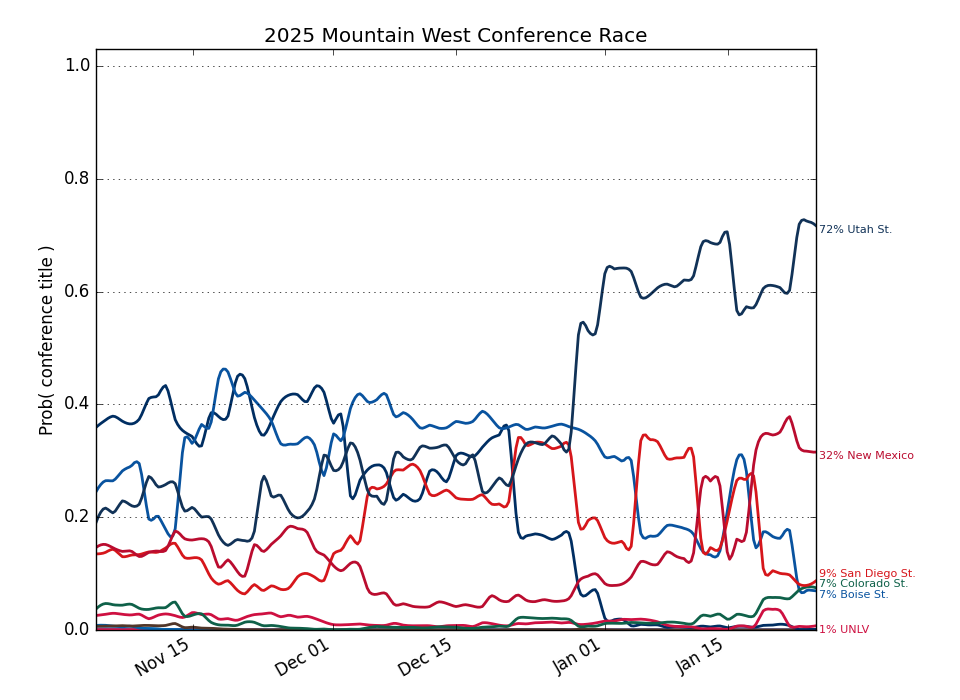 2025 Mountain West Conference Race
1.0
0.8
0.6
0.4
0.2
0.0
Prob( conference title )
72% Utah St.
32% New Mexico
9% San Diego St.
7% Colorado St.
7% Boise St.
1% UNLV
Nov 15
Dec 01
Dec 15
Jan 01
Jan 15